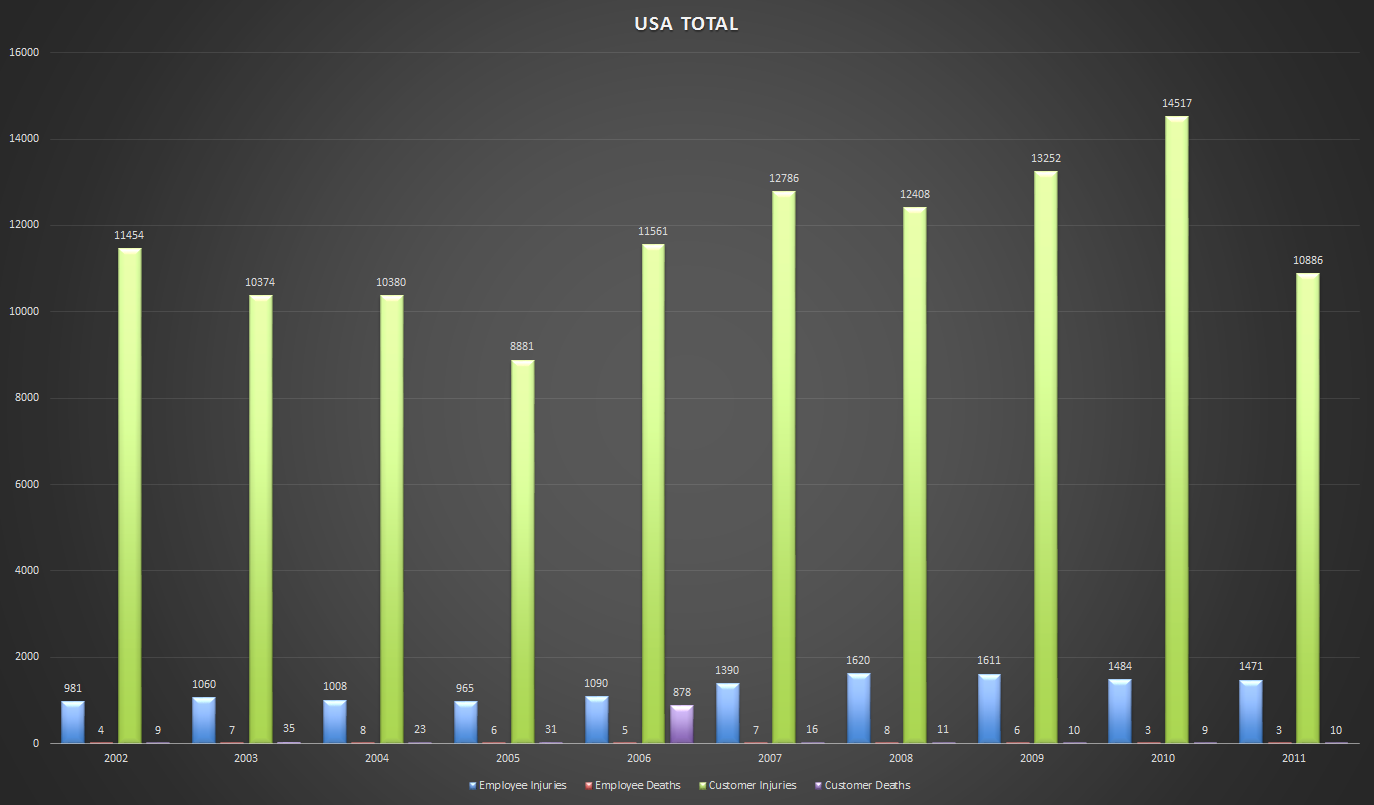 USA TOTAL
16000
14000
12000
10000
8000
6000
4000
2000
0
981 4 11454 9
1060 7 10374 35
1008 8 10380 23
965 6 8881 31
1090 5 11561 878
1390 7 12786 16
1620 8 12408 11
1611 6 13252 10
1484 3 14517 9
1471 3 10886 10
2002 2003 2004 2005 2006 2007 2008 2009 2010 2011
Employee Injuries Employee Deaths Customer Injuries Customer Deaths